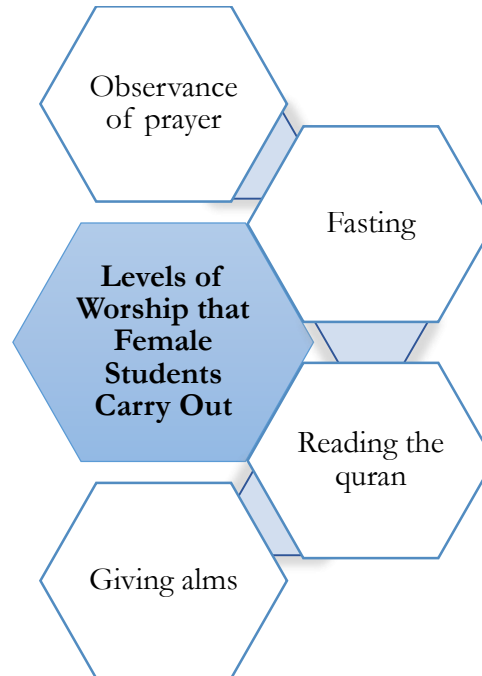 Observance
of prayer
Fasting
Levels of
Worship that
Female
Students
Carry Out
Reading the
quran
Giving alms